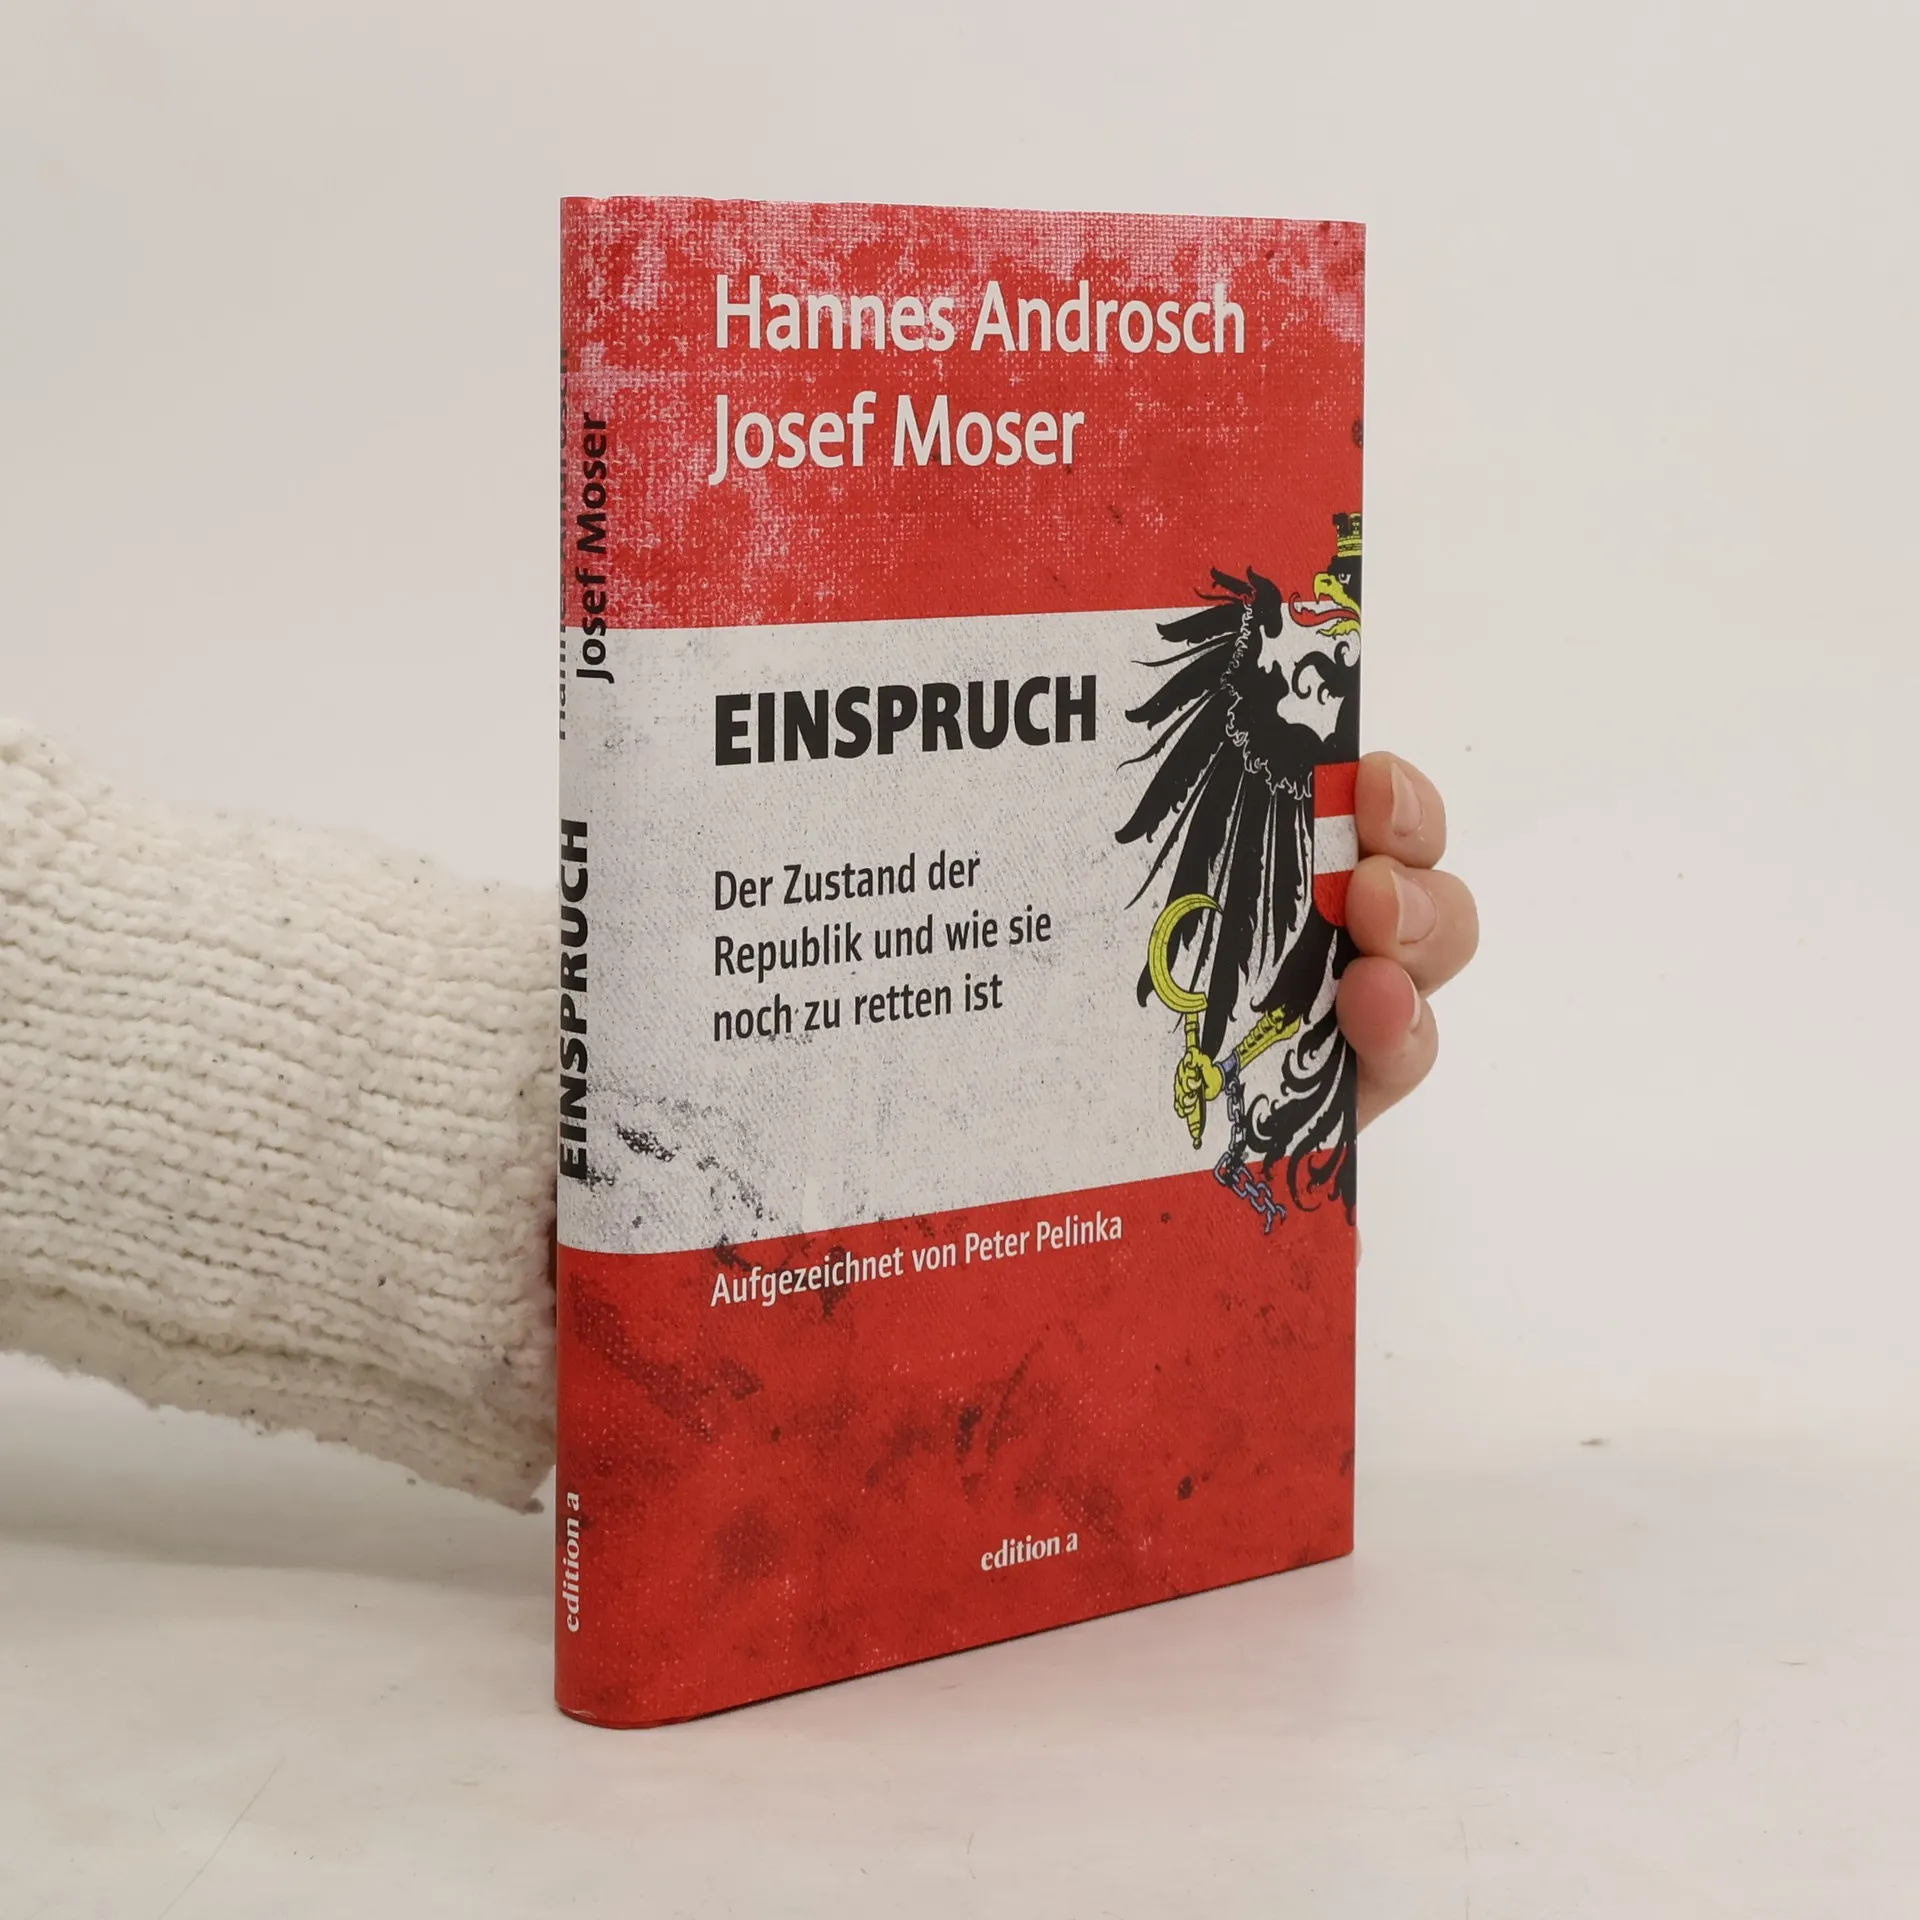 Hannes Androsch
Josef Moser
EINSPRUCH
Der Zustand der
Republik und wie sie
noch zu retten ist
Aufgezeichnet von Peter Pelinka
edition a
Josef Moser
EINSPRUCH
edition a